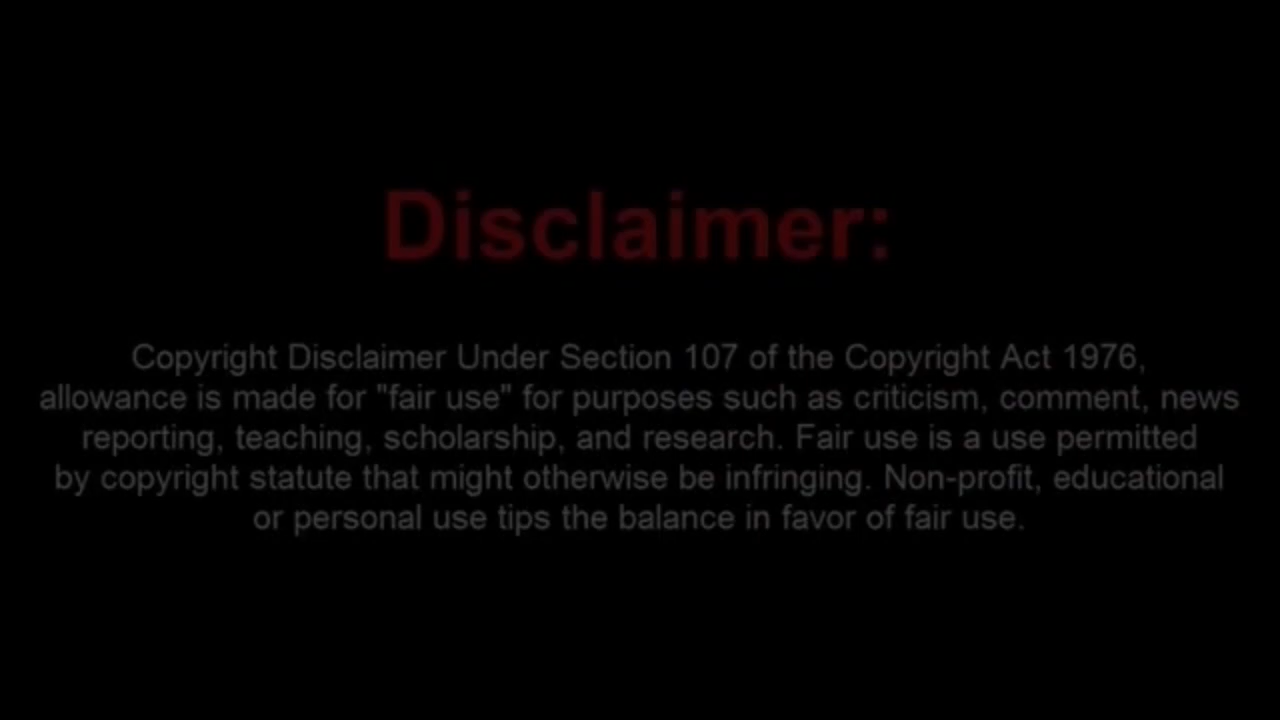 Disclaimer:
Copyright Disclaimer Under Section 107 of the Copyright Act 1976,
allowance is made for "fair use" for purposes such as criticism, comment, news
reporting, teaching, scholarship, and research. Fair use is a use permitted
by copyright statute that might otherwise be infringing. Non-profit, educational
or personal use tips the balance in favor of fair use.